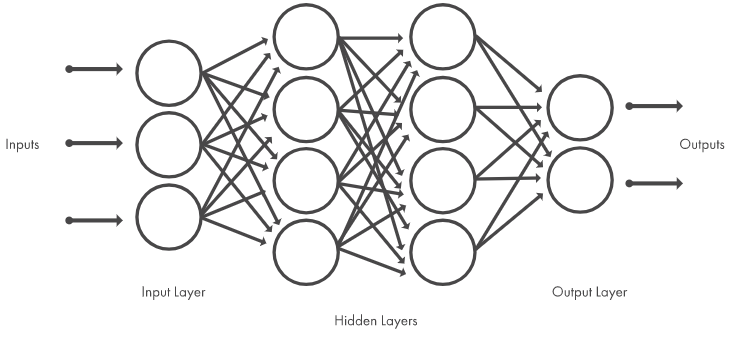 Inputs
Outputs
Input Layer
Output Layer
Hidden Layers